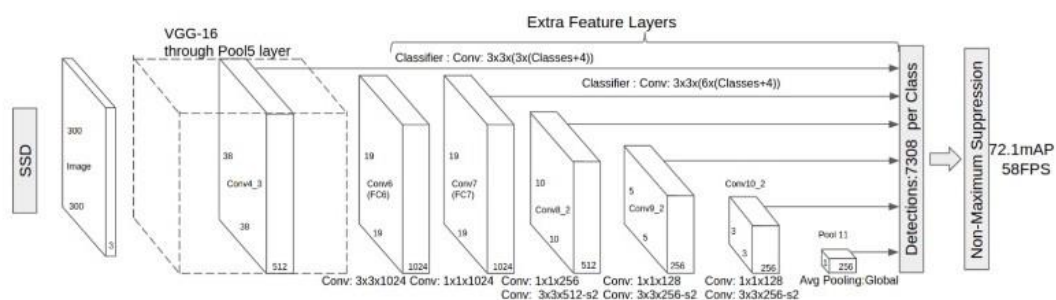 Extra Feature Layers
VGG-16
through Pool5 layer
Classifier : Conv: 3x3x(3x(Classes+4))
Classifier : Conv: 3x3x(6x(Classes+4))
SSD
300
Image
300
3
38
Conv4_3
38
512
19
Conv6
(FC6)
19
1024
19
Conv7
(FC7)
19
1024
10
Conv8_2
10
512
5
Conv9_2
5
256
Conv10_2
3
3
256
Pool 11
1
256
Detections:7308 per Class
Non-Maximum Suppression
72.1mAP
58FPS
Conv: 3x3x1024
Conv: 1x1x1024
Conv: 1x1x256
Conv: 3x3x512-s2
Conv: 1x1x128
Conv: 3x3x256-s2
Conv: 1x1x128
Conv: 3x3x256-s2
Avg Pooling:Global